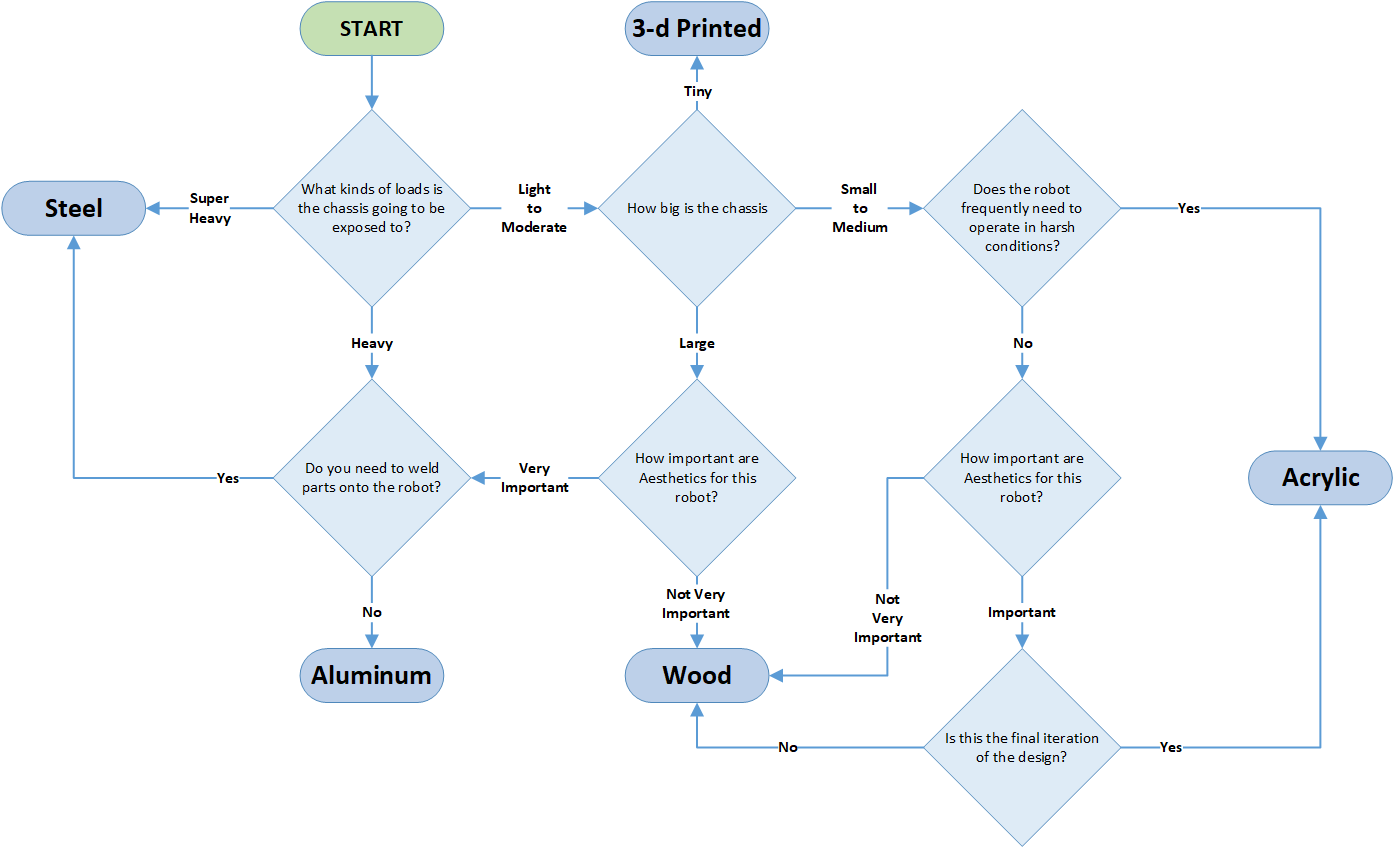 START
3-d Printed
Tiny
What kinds of loads is
the chassis going to be
exposed to?
Super
Heavy
Steel
Light
to
Moderate
How big is the chassis
Small
to
Medium
Does the robot
frequently need to
operate in harsh
conditions?
Yes
Heavy
Large
No
Do you need to weld
parts onto the robot?
Yes
Very
Important
How important are
Aesthetics for this
robot?
How important are
Aesthetics for this
robot?
Acrylic
No
Not Very
Important
Not
Very
Important
Important
Aluminum
Wood
No
Is this the final iteration
of the design?
Yes